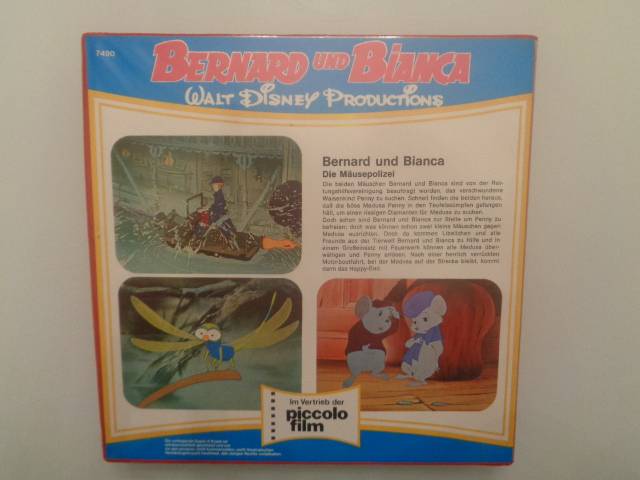 7490
BERNARD UND BIANCA
WALT DISNEY PRODUCTIONS
Bernard und Bianca
Die Mäusepolizei
Die beiden Mäuschen Bernard und Bianca sind von der Ret-
tungshilfsvereinigung beauftragt worden, das verschwundene
Waisenkind Penny zu suchen. Schnell finden die beiden heraus,
daß die böse Medusa Penny in den Teufelssümpfen gefangen
hält, um einen riesigen Diamanten für Medusa zu suchen.
Doch schon sind Bernard und Bianca zur Stelle um Penny zu
befreien; doch was können schon zwei kleine Mäuschen gegen
Medusa ausrichten. Doch da kommen Libellchen und alle
Freunde aus der Tierwelt Bernard und Bianca zu Hilfe und in
einem Großeinsatz mit Feuerwerk können alle Medusa über-
wältigen und Penny erlösen. Nach einer herrlich verrückten
Motorbootfahrt, bei der Medusa auf der Strecke bleibt, kommt
dann das Happy-End.
im Vertrieb der
piccolo
film